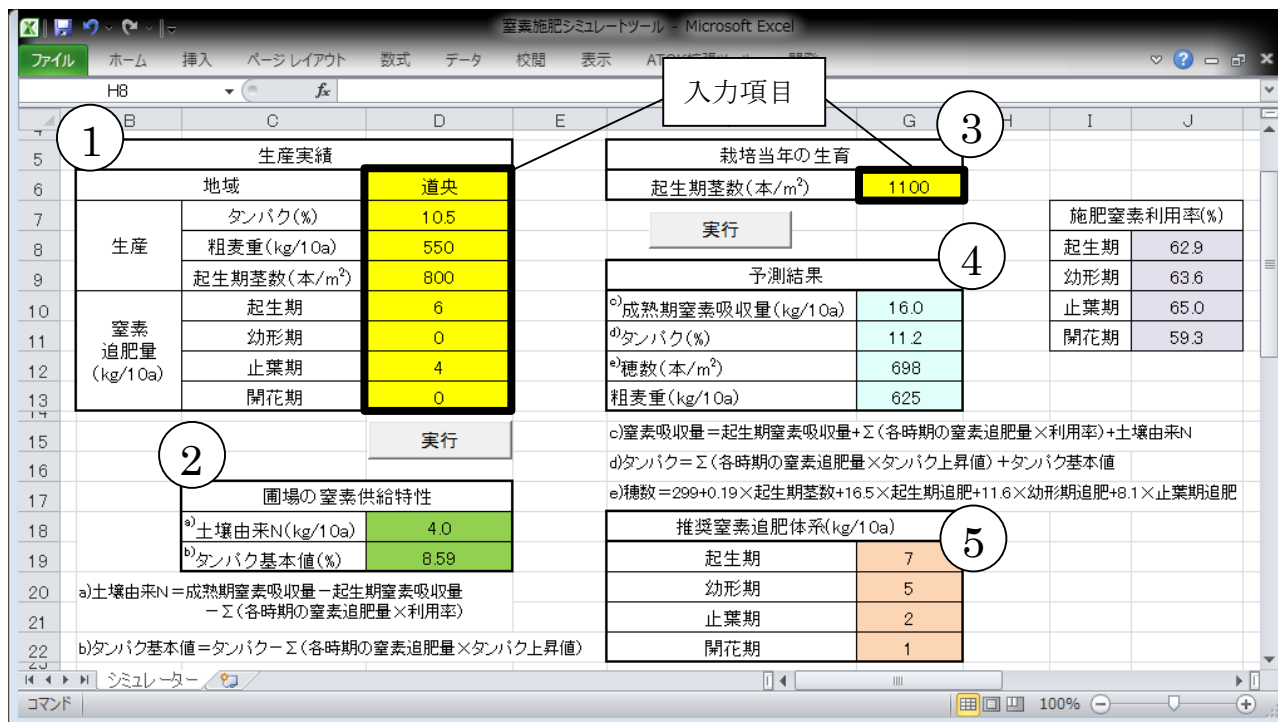 窒素施肥シミュレートツール - Microsoft Excel
ファイル ホーム 挿入 ページ レイアウト 数式 データ 校閲 表示
H8 fx
入力項目
B C D E G H I J
① ③
5 生産実績 栽培当年の生育
6 地域 道央 起生期茎数(本/m²) 1100
7 生産 タンパク(%) 10.5 施肥窒素利用率(%)
実行
8 粗麦重(kg/10a) 550 起生期 62.9
④
9 起生期茎数(本/m²) 800 予測結果 幼形期 63.6
10 窒素追肥量(kg/10a) 起生期 6 c)成熟期窒素吸収量(kg/10a) 16.0 止葉期 65.0
11 幼形期 0 d)タンパク(%) 11.2 開花期 59.3
12 止葉期 4 e)穂数(本/m²) 698
13 開花期 0 粗麦重(kg/10a) 625
14
15 実行 c)窒素吸収量=起生期窒素吸収量+Σ(各時期の窒素追肥量×利用率)+土壌由来N
②
16 d)タンパク=Σ(各時期の窒素追肥量×タンパク上昇値)+タンパク基本値
17 圃場の窒素供給特性 e)穂数=299+0.19×起生期茎数+16.5×起生期追肥+11.6×幼形期追肥+8.1×止葉期追肥
18 a)土壌由来N(kg/10a) 4.0 推奨窒素追肥体系(kg/10a)
⑤
19 b)タンパク基本値(%) 8.59 起生期 7
20 a)土壌由来N=成熟期窒素吸収量-起生期窒素吸収量 幼形期 5
21 -Σ(各時期の窒素追肥量×利用率) 止葉期 2
22 b)タンパク基本値=タンパク-Σ(各時期の窒素追肥量×タンパク上昇値) 開花期 1
シミュレーター
コマンド 100%